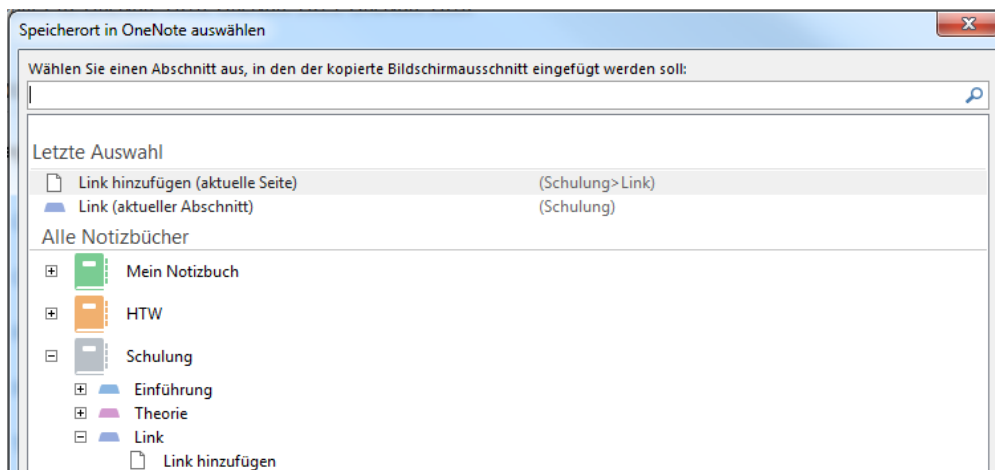 Speicherort in OneNote auswählen
Wählen Sie einen Abschnitt aus, in den der kopierte Bildschirmausschnitt eingefügt werden soll:
Letzte Auswahl
Link hinzufügen (aktuelle Seite) (Schulung>Link)
Link (aktueller Abschnitt) (Schulung)
Alle Notizbücher
Mein Notizbuch
HTW
Schulung
Einführung
Theorie
Link
Link hinzufügen